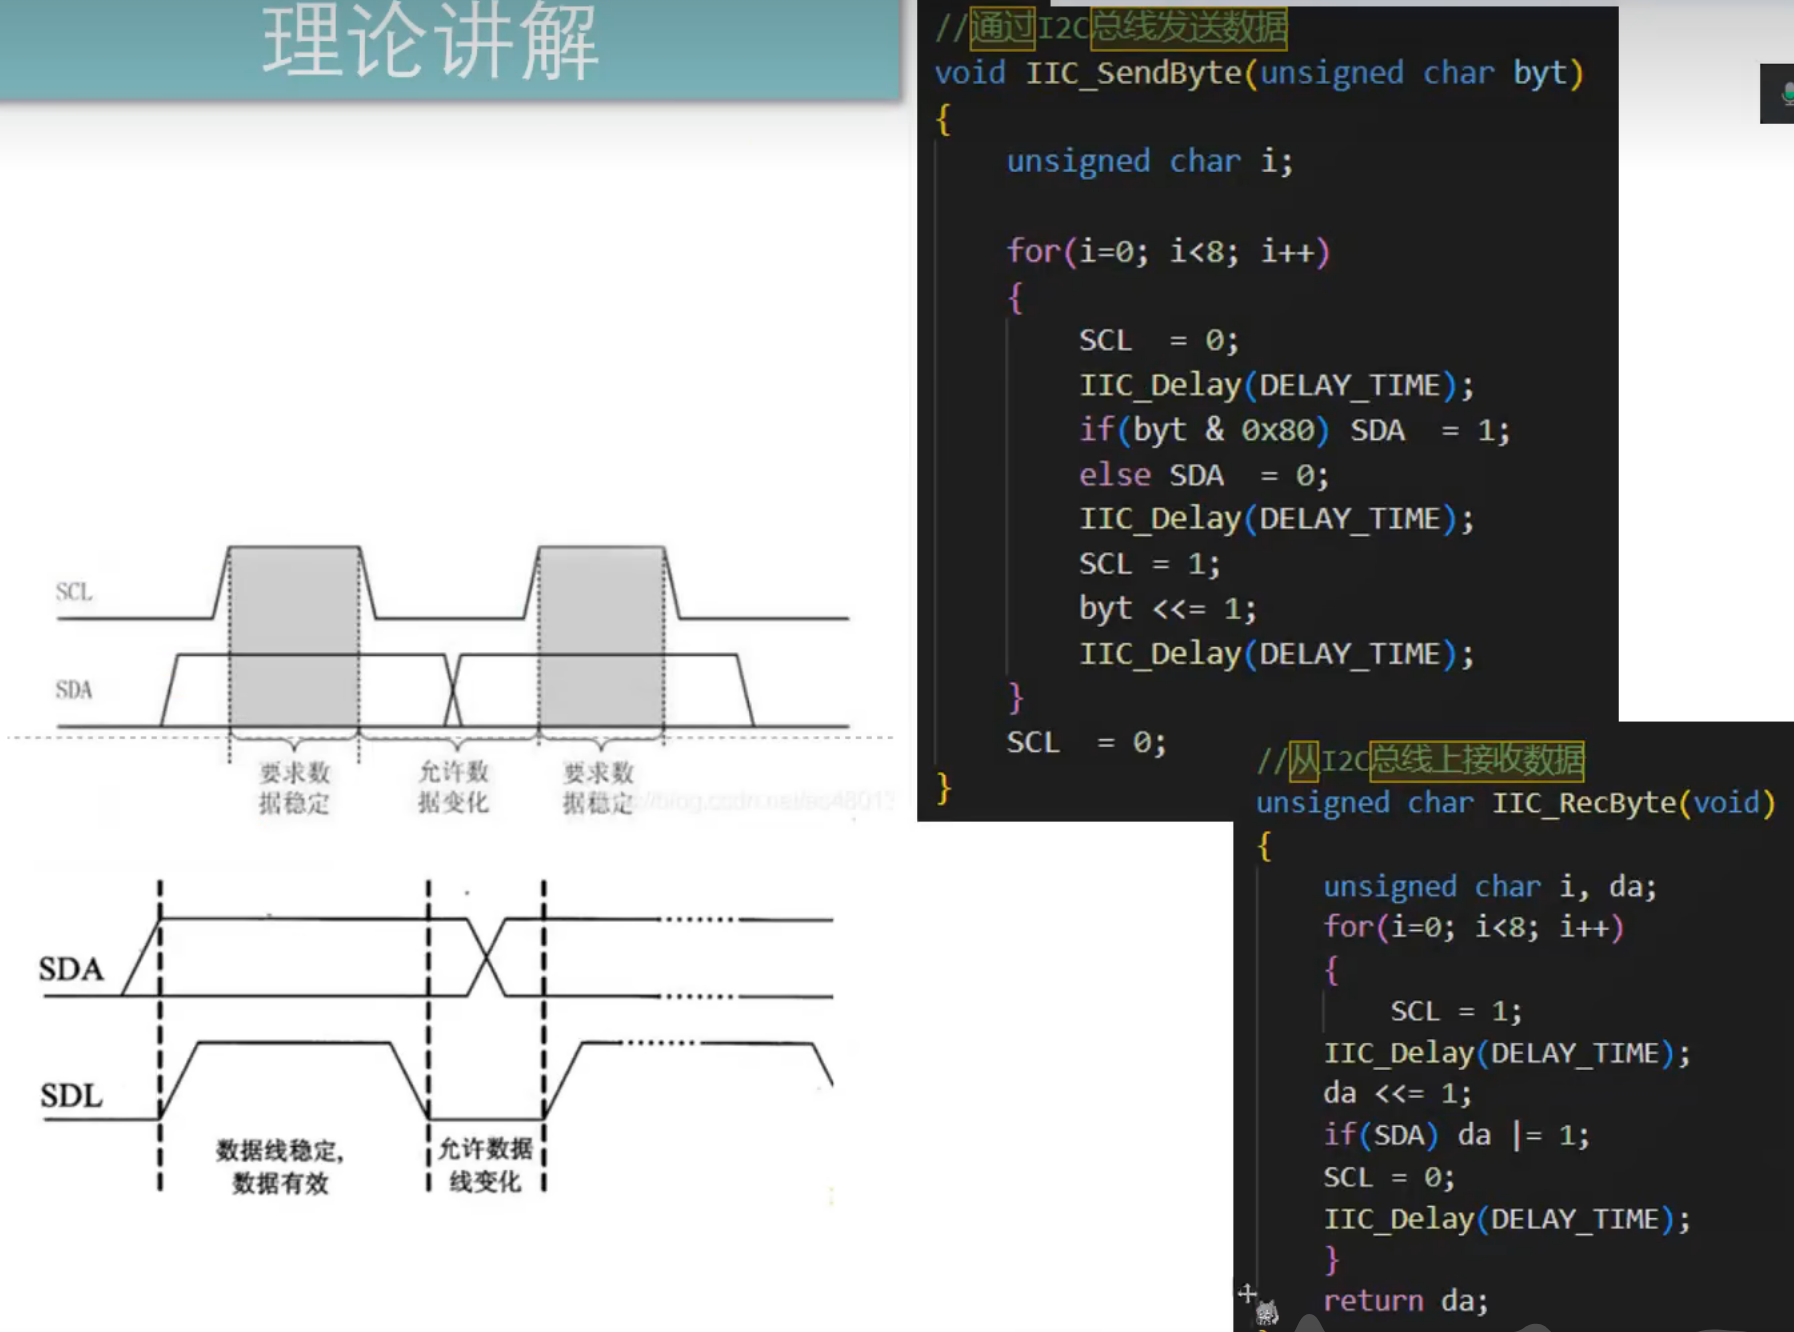 理论讲解
SCL
SDA
要求数
据稳定
允许数
据变化
要求数
据稳定
SDA
SDL
数据线稳定,
数据有效
允许数据
线变化
//通过I2C总线发送数据
void IIC_SendByte(unsigned char byt)
{
unsigned char i;
for(i=0; i<8; i++)
{
SCL  = 0;
IIC_Delay(DELAY_TIME);
if(byt & 0x80) SDA  = 1;
else SDA  = 0;
IIC_Delay(DELAY_TIME);
SCL = 1;
byt <<= 1;
IIC_Delay(DELAY_TIME);
}
SCL  = 0;
}
//从I2C总线上接收数据
unsigned char IIC_RecByte(void)
{
unsigned char i, da;
for(i=0; i<8; i++)
{
SCL = 1;
IIC_Delay(DELAY_TIME);
da <<= 1;
if(SDA) da |= 1;
SCL = 0;
IIC_Delay(DELAY_TIME);
}
return da;